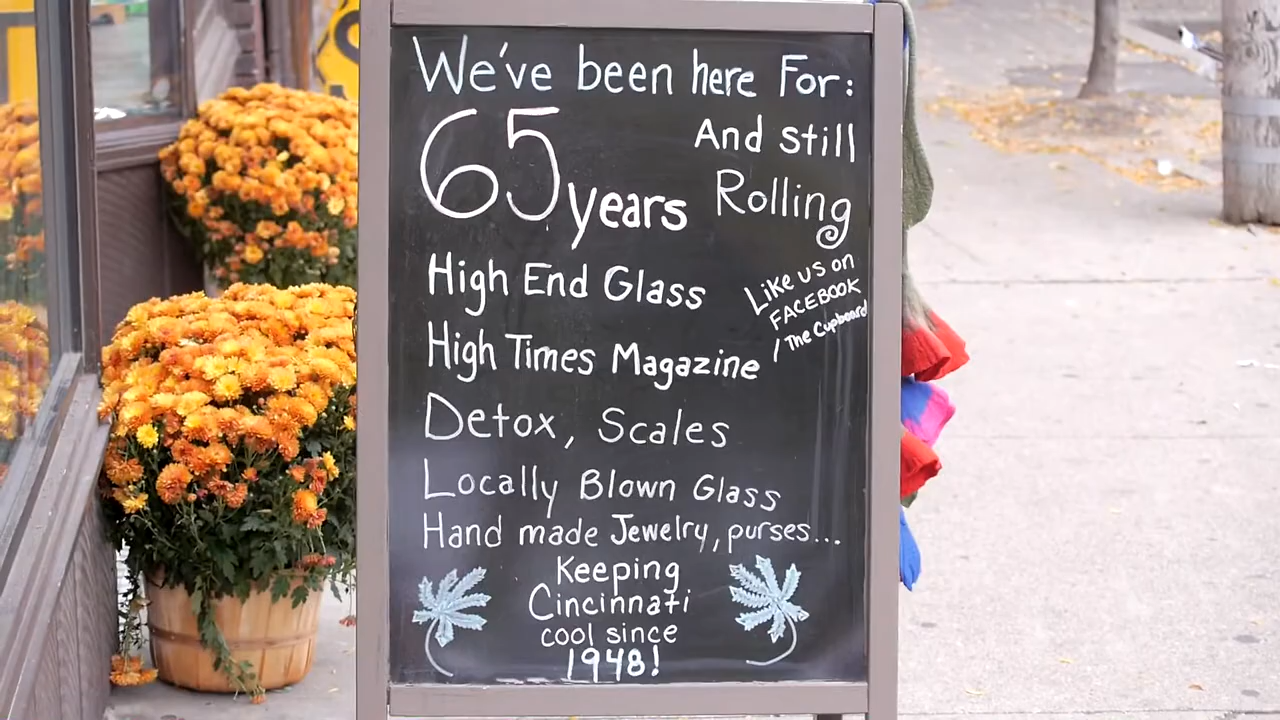 We've been here For:
65 years
And still
Rolling
Like us on
FACEBOOK
/ The Cupboard
High End Glass
High Times Magazine
Detox, Scales
Locally Blown Glass
Hand made Jewelry, purses...
Keeping
Cincinnati
cool since
1948!